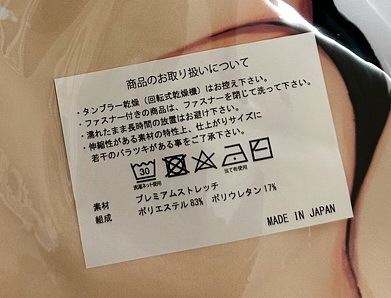 商品のお取り扱いについて
・タンブラー乾燥（回転式乾燥機）はお控え下さい。
・ファスナー付きの商品は、ファスナーを閉じて洗って下さい。
・濡れたまま長時間の放置はお避け下さい。
・伸縮性がある素材の特性上、仕上がりサイズに
若干のバラツキがある事をご了承下さい。
30
洗濯ネット使用 当て布使用
素材 プレミアムストレッチ
組成 ポリエステル83% ポリウレタン17%
MADE IN JAPAN